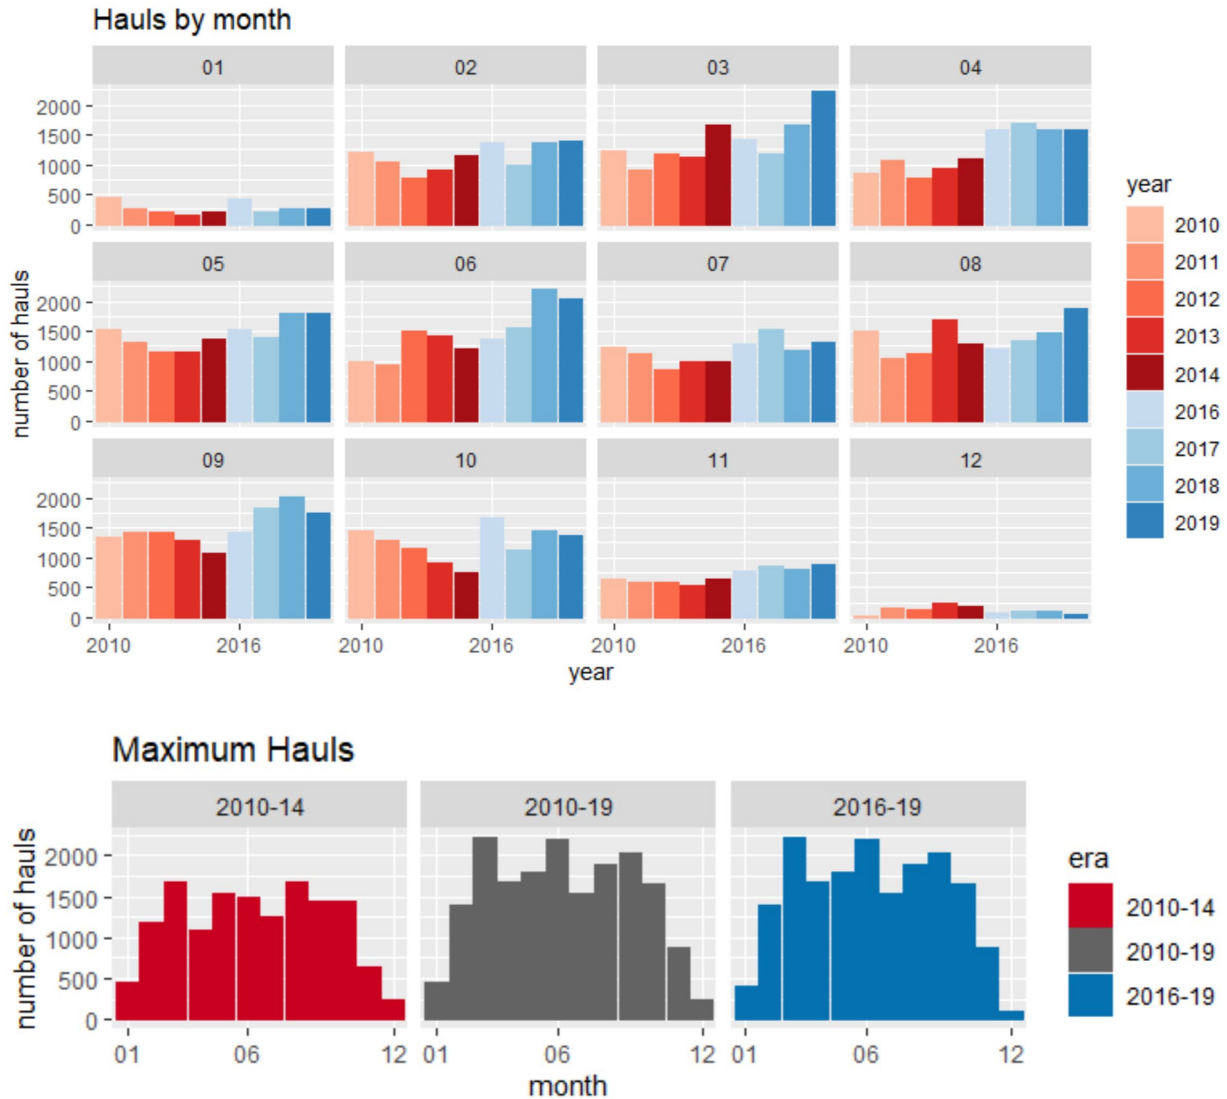 Hauls by month
01 02 03 04
2000
1500
1000
500
0
05 06 07 08
2000
1500
1000
500
0
09 10 11 12
2000
1500
1000
500
0
2010 2016 2010 2016 2010 2016 2010 2016
year
number of hauls
year
2010
2011
2012
2013
2014
2016
2017
2018
2019
Maximum Hauls
2010-14 2010-19 2016-19
2000
1500
1000
500
0
01 06 12 01 06 12 01 06 12
month
number of hauls
era
2010-14
2010-19
2016-19